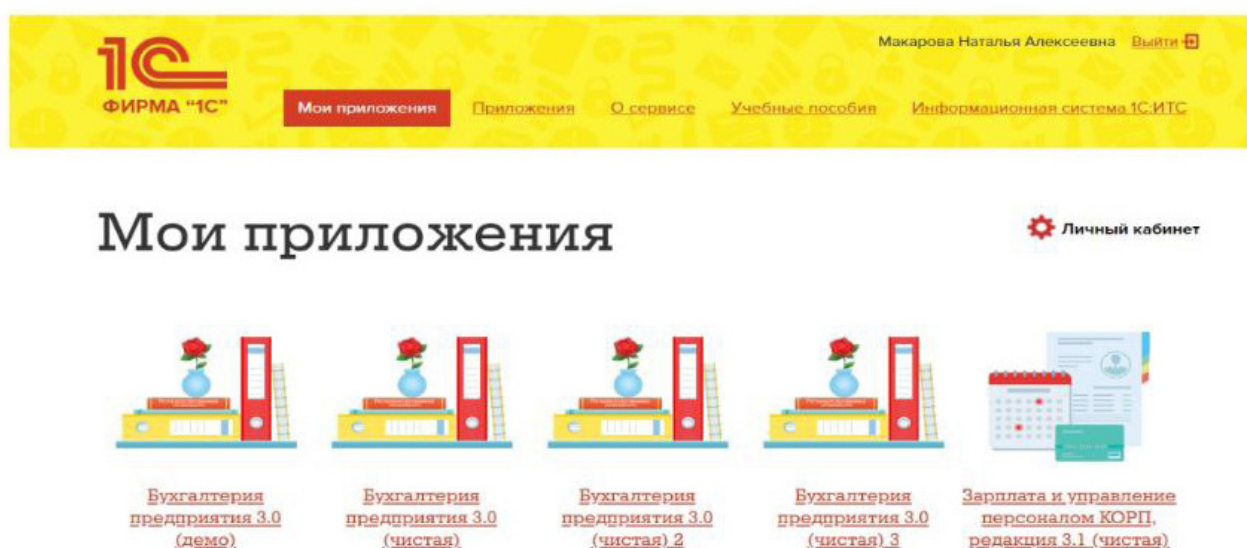 Макарова Наталья Алексеевна Выйти
1С
ФИРМА "1С"
Мои приложения Приложения О сервисе Учебные пособия Информационная система 1С:ИТС
Мои приложения
Личный кабинет
Бухгалтерия
предприятия 3.0
(демо)
Бухгалтерия
предприятия 3.0
(чистая)
Бухгалтерия
предприятия 3.0
(чистая) 2
Бухгалтерия
предприятия 3.0
(чистая) 3
Зарплата и управление
персоналом КОРП,
редакция 3.1 (чистая)